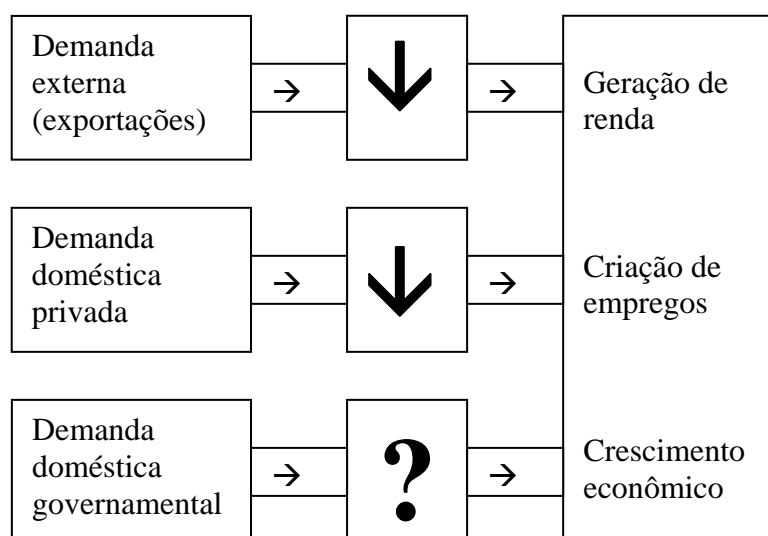 Demanda
externa
(exportações)
→
↓
→
Geração de
renda
Demanda
doméstica
privada
→
↓
→
Criação de
empregos
Demanda
doméstica
governamental
→
?
→
Crescimento
econômico